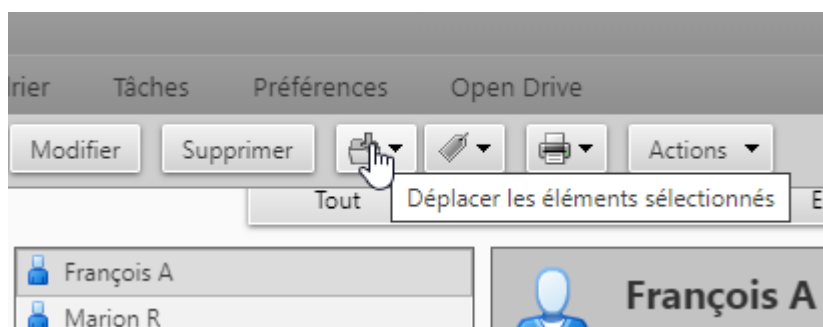 rier Tâches Préférences Open Drive
Modifier Supprimer Actions
Tout Déplacer les éléments sélectionnés E
François A François A
Marion R